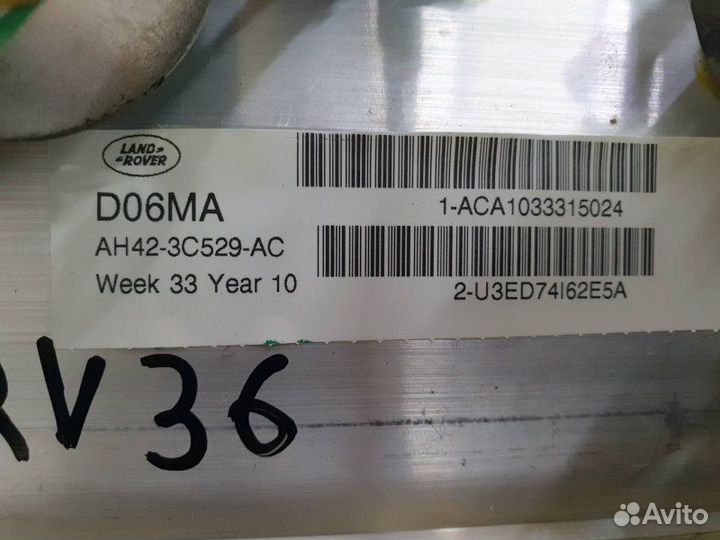 LAND
ROVER
D06MA
AH42-3C529-AC
Week 33 Year 10
1-ACA1033315024
2-U3ED74I62E5A
RV36
Avito